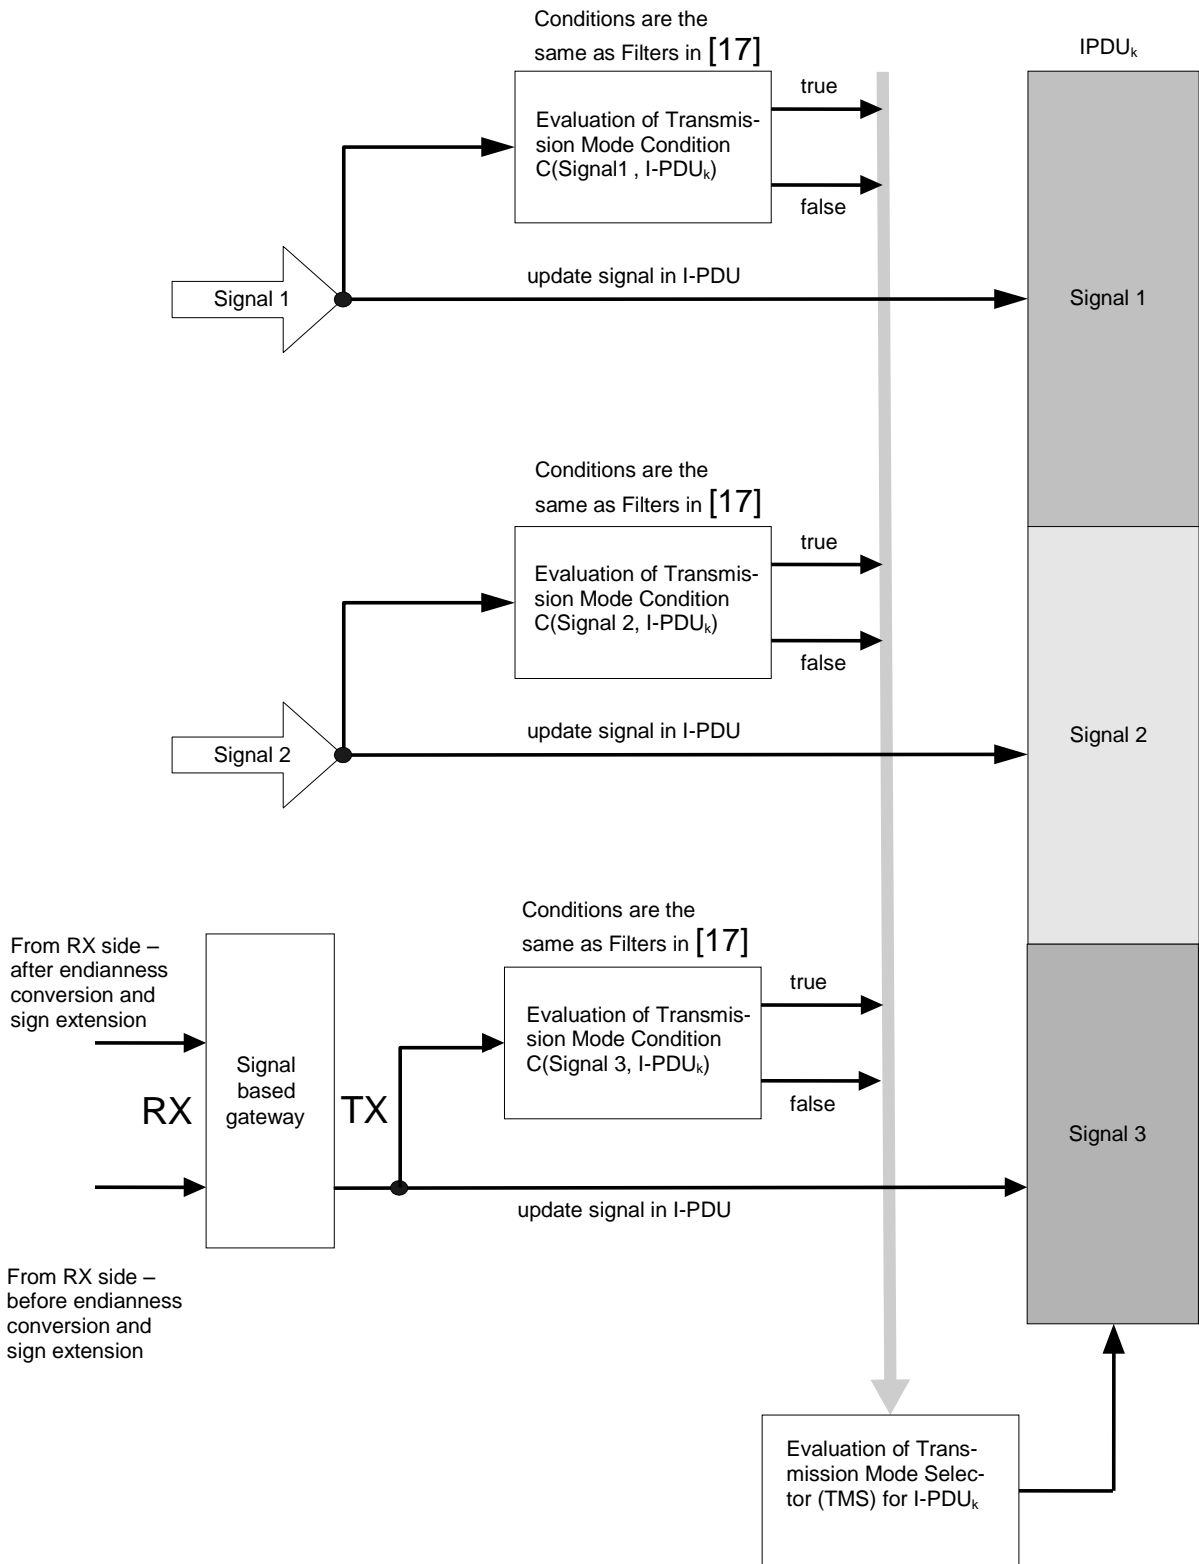 Conditions are the
same as Filters in [17]
IPDUk
true
Evaluation of Transmis-
sion Mode Condition
C(Signal1 , I-PDUk)
false
update signal in I-PDU
Signal 1
Signal 1
Conditions are the
same as Filters in [17]
true
Evaluation of Transmis-
sion Mode Condition
C(Signal 2, I-PDUk)
false
update signal in I-PDU
Signal 2
Signal 2
Conditions are the
same as Filters in [17]
From RX side –
after endianness
conversion and
sign extension
true
Evaluation of Transmis-
sion Mode Condition
C(Signal 3, I-PDUk)
false
Signal
based
gateway
RX
TX
Signal 3
update signal in I-PDU
From RX side –
before endianness
conversion and
sign extension
Evaluation of Trans-
mission Mode Selec-
tor (TMS) for I-PDUk